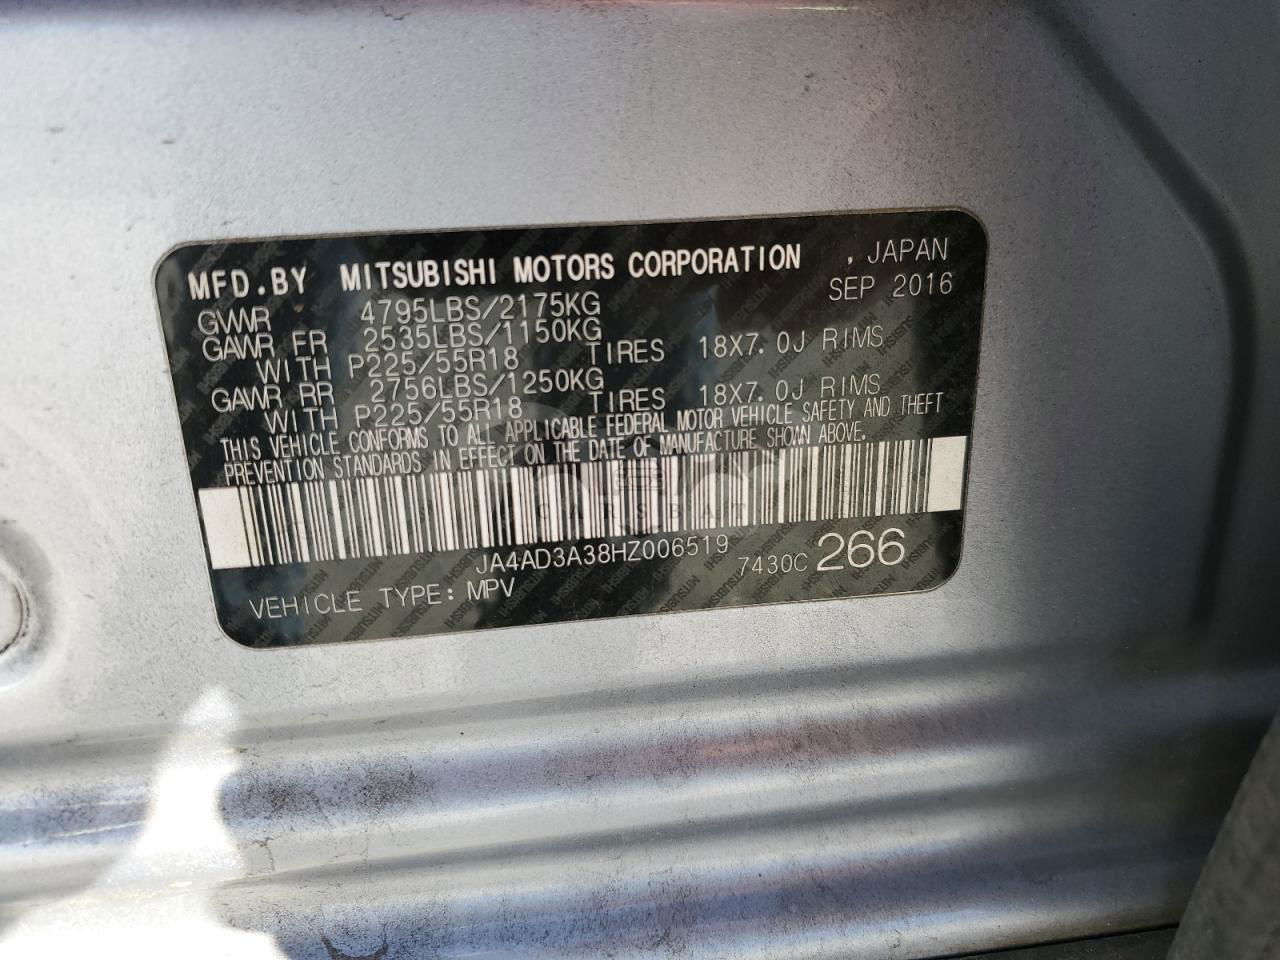 MFD.BY MITSUBISHI MOTORS CORPORATION , JAPAN
SEP 2016
GVWR 4795LBS/2175KG
GAWR FR 2535LBS/1150KG
WITH P225/55R18 TIRES 18X7.0J RIMS
GAWR RR 2756LBS/1250KG
WITH P225/55R18 TIRES 18X7.0J RIMS
THIS VEHICLE CONFORMS TO ALL APPLICABLE FEDERAL MOTOR VEHICLE SAFETY AND THEFT
PREVENTION STANDARDS IN EFFECT ON THE DATE OF MANUFACTURE SHOWN ABOVE.
JA4AD3A38HZ006519 7430C 266
VEHICLE TYPE: MPV